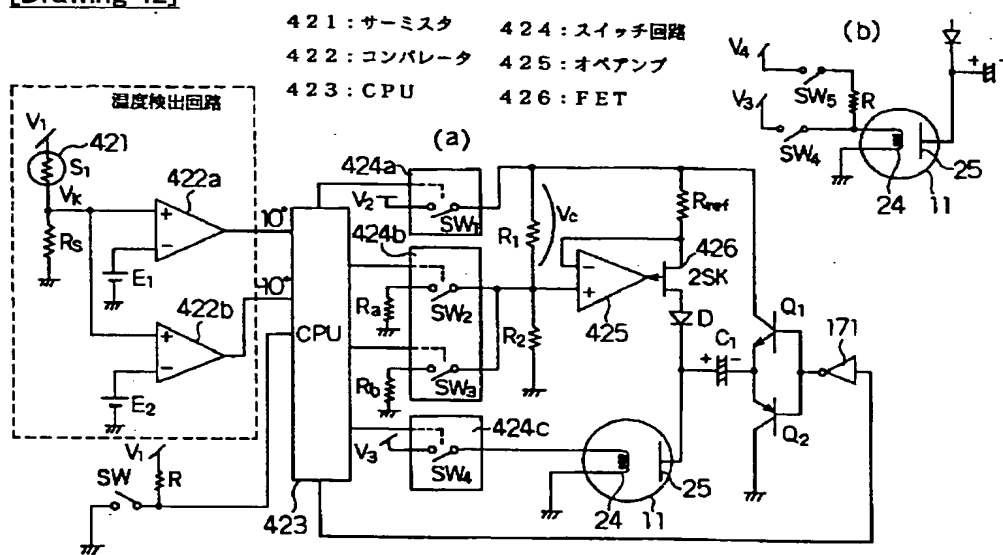 [Drawing 12]
421:サーミスタ 424:スイッチ回路
422:コンパレータ 425:オペアンプ
423:CPU 426:FET
(b)
V4
SW5
V3
R
SW4
24
25
11
温度検出回路
V1
421
S1
VK
RS
422a
E1
422b
E2
10°
10°
CPU
423
V1
SW
R
(a)
424a
V2
SW1
424b
Ra
SW2
Rb
SW3
424c
V3
SW4
R1
Vc
R2
Rref
426
2SK
425
D
C1
Q1
171
Q2
24
25
11